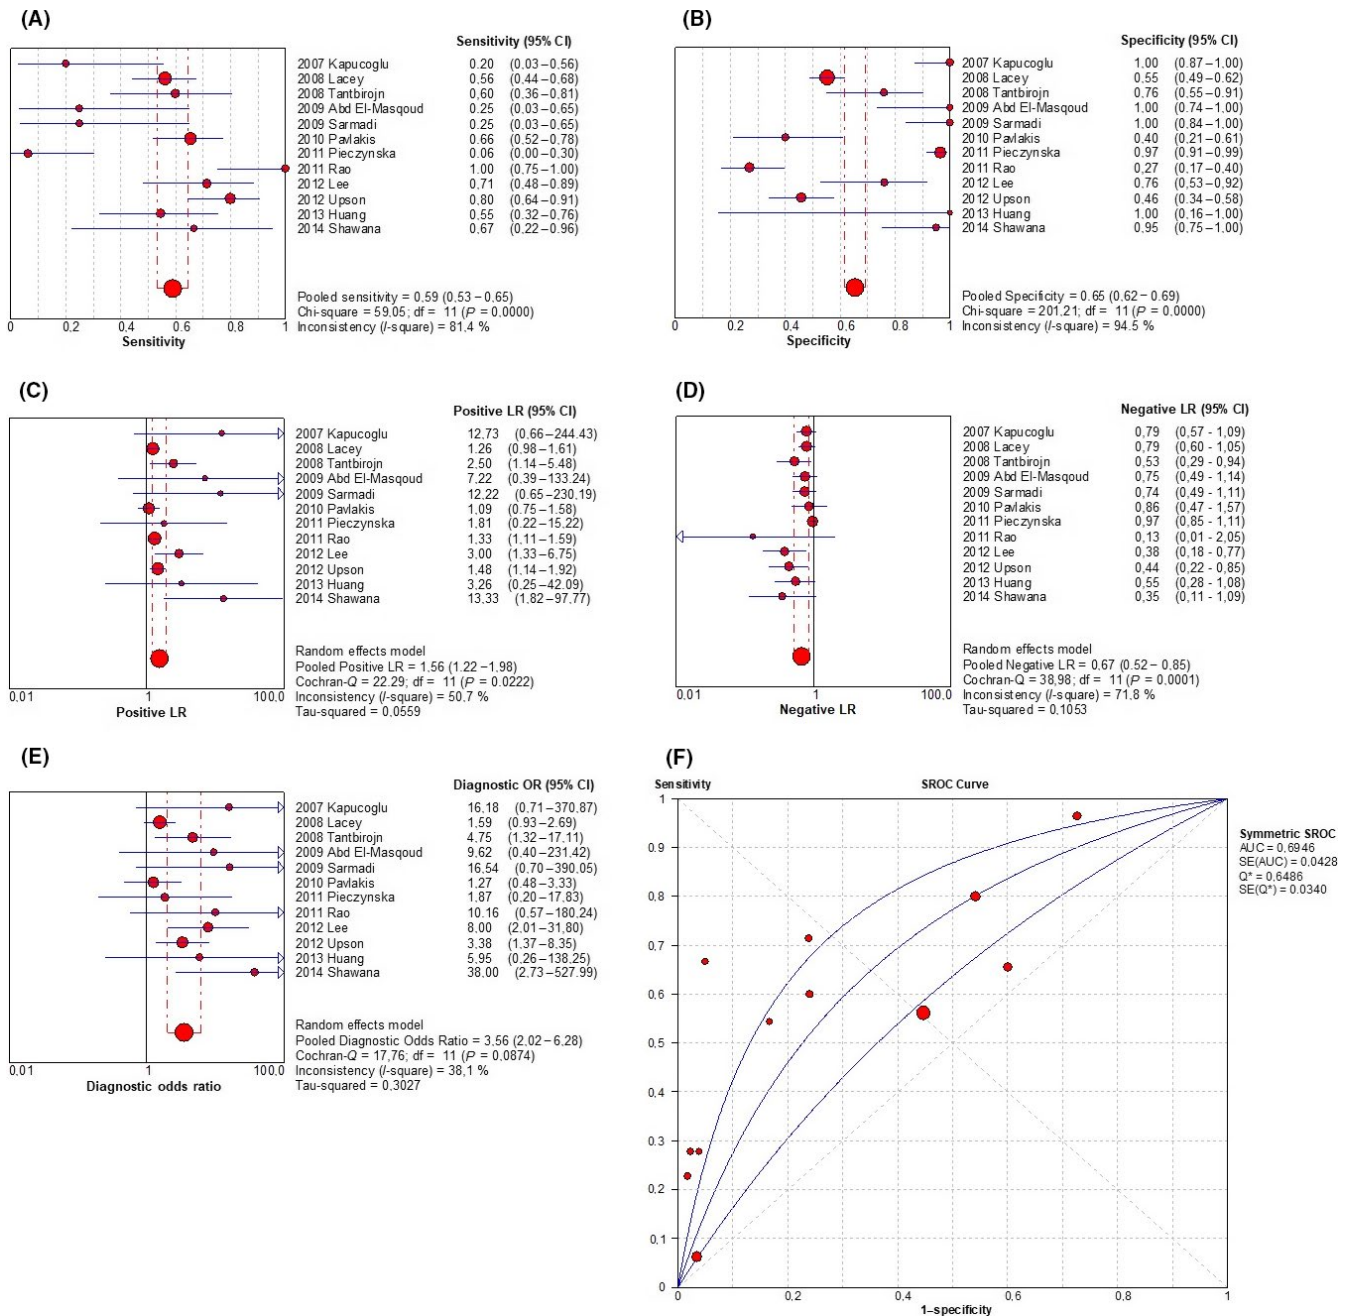 (A)
Sensitivity (95% CI)
2007 Kapucoglu 0.20 (0.03–0.56)
2008 Lacey 0.56 (0.44–0.68)
2008 Tantbirojn 0.60 (0.36–0.81)
2009 Abd El-Masqoud 0.25 (0.03–0.65)
2009 Sarmadi 0.25 (0.03–0.65)
2010 Pavlakis 0.66 (0.52–0.78)
2011 Pieczynska 0.06 (0.00–0.30)
2011 Rao 1.00 (0.75–1.00)
2012 Lee 0.71 (0.48–0.89)
2012 Upson 0.80 (0.64–0.91)
2013 Huang 0.55 (0.32–0.76)
2014 Shawana 0.67 (0.22–0.96)
Pooled sensitivity = 0.59 (0.53–0.65)
Chi-square = 59.05; df = 11 (P = 0.0000)
Inconsistency (I-square) = 81.4 %
0 0.2 0.4 0.6 0.8 1
Sensitivity
(B)
Specificity (95% CI)
2007 Kapucoglu 1.00 (0.87–1.00)
2008 Lacey 0.55 (0.49–0.62)
2008 Tantbirojn 0.76 (0.55–0.91)
2009 Abd El-Masqoud 1.00 (0.74–1.00)
2009 Sarmadi 1.00 (0.84–1.00)
2010 Pavlakis 0.40 (0.21–0.61)
2011 Pieczynska 0.97 (0.91–0.99)
2011 Rao 0.27 (0.17–0.40)
2012 Lee 0.76 (0.53–0.92)
2012 Upson 0.46 (0.34–0.58)
2013 Huang 1.00 (0.16–1.00)
2014 Shawana 0.95 (0.75–1.00)
Pooled Specificity = 0.65 (0.62–0.69)
Chi-square = 201.21; df = 11 (P = 0.0000)
Inconsistency (I-square) = 94.5 %
0 0.2 0.4 0.6 0.8 1
Specificity
(C)
Positive LR (95% CI)
2007 Kapucoglu 12.73 (0.66–244.43)
2008 Lacey 1.26 (0.98–1.61)
2008 Tantbirojn 2.50 (1.14–5.48)
2009 Abd El-Masqoud 7.22 (0.39–133.24)
2009 Sarmadi 12.22 (0.65–230.19)
2010 Pavlakis 1.09 (0.75–1.58)
2011 Pieczynska 1.81 (0.22–15.22)
2011 Rao 1.33 (1.11–1.59)
2012 Lee 3.00 (1.33–6.75)
2012 Upson 1.48 (1.14–1.92)
2013 Huang 3.26 (0.25–42.09)
2014 Shawana 13.33 (1.82–97.77)
Random effects model
Pooled Positive LR = 1.56 (1.22–1.98)
Cochran-Q = 22.29; df = 11 (P = 0.0222)
Inconsistency (I-square) = 50.7 %
Tau-squared = 0.0559
0.01 1 100.0
Positive LR
(D)
Negative LR (95% CI)
2007 Kapucoglu 0,79 (0,57 - 1,09)
2008 Lacey 0,79 (0,60 - 1,05)
2008 Tantbirojn 0,53 (0,29 - 0,94)
2009 Abd El-Masqoud 0,75 (0,49 - 1,14)
2009 Sarmadi 0,74 (0,49 - 1,11)
2010 Pavlakis 0,86 (0,47 - 1,57)
2011 Pieczynska 0,97 (0,85 - 1,11)
2011 Rao 0,13 (0,01 - 2,05)
2012 Lee 0,38 (0,18 - 0,77)
2012 Upson 0,44 (0,22 - 0,85)
2013 Huang 0,55 (0,28 - 1,08)
2014 Shawana 0,35 (0,11 - 1,09)
Random effects model
Pooled Negative LR = 0,67 (0,52 – 0,85)
Cochran-Q = 38,98; df = 11 (P = 0.0001)
Inconsistency (I-square) = 71,8 %
Tau-squared = 0,1053
0.01 1 100.0
Negative LR
(E)
Diagnostic OR (95% CI)
2007 Kapucoglu 16.18 (0.71–370.87)
2008 Lacey 1.59 (0.93–2.69)
2008 Tantbirojn 4.75 (1.32–17.11)
2009 Abd El-Masqoud 9.62 (0.40–231.42)
2009 Sarmadi 16.54 (0.70–390.05)
2010 Pavlakis 1.27 (0.48–3.33)
2011 Pieczynska 1.87 (0.20–17.83)
2011 Rao 10.16 (0.57–180.24)
2012 Lee 8.00 (2.01–31.80)
2012 Upson 3.38 (1.37–8.35)
2013 Huang 5.95 (0.26–138.25)
2014 Shawana 38.00 (2.73–527.99)
Random effects model
Pooled Diagnostic Odds Ratio = 3,56 (2,02–6,28)
Cochran-Q = 17,76; df = 11 (P = 0.0874)
Inconsistency (I-square) = 38,1 %
Tau-squared = 0,3027
0.01 1 100.0
Diagnostic odds ratio
(F)
Sensitivity SROC Curve
1
0.9
0.8
0.7
0.6
0.5
0.4
0.3
0.2
0.1
0
0 0.2 0.4 0.6 0.8 1
1–specificity
Symmetric SROC
AUC = 0,6946
SE(AUC) = 0,0428
Q* = 0,6486
SE(Q*) = 0,0340